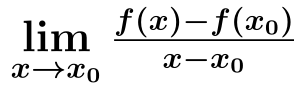 lim x→x₀ f(x)−f(x₀) / x−x₀